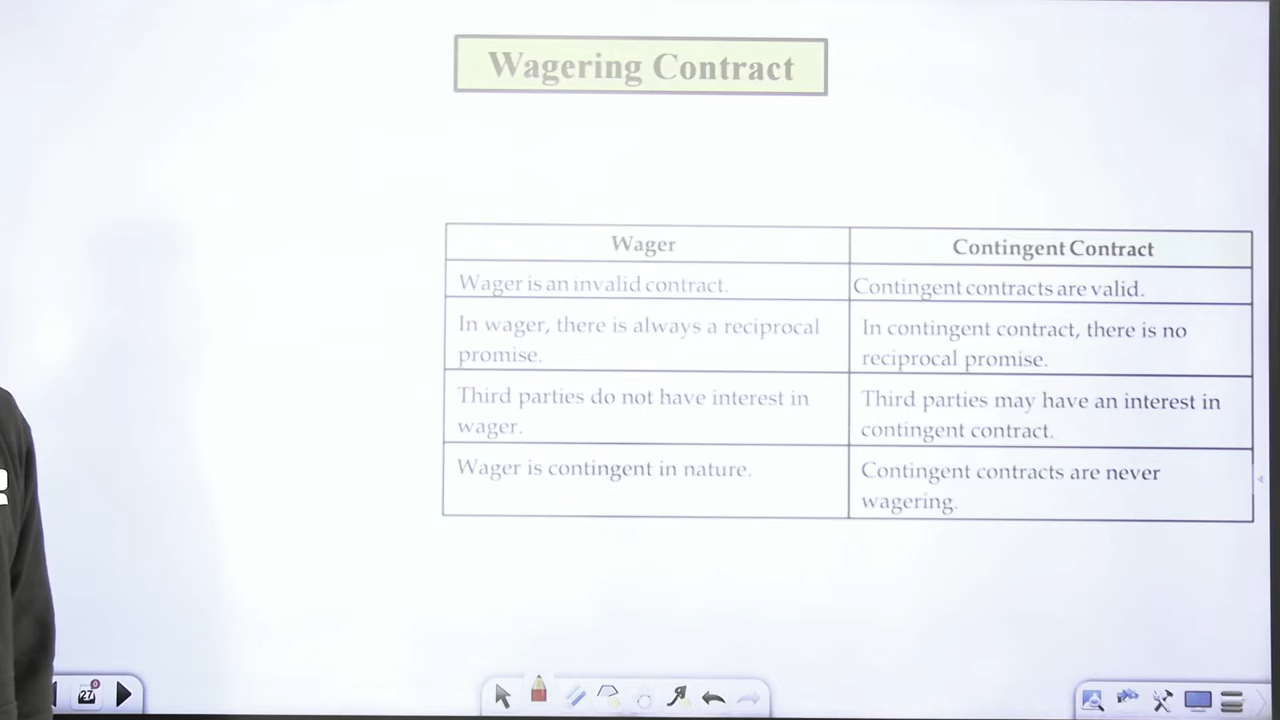 Wagering Contract
Wager
Contingent Contract
Wager is an invalid contract.
Contingent contracts are valid.
In wager, there is always a reciprocal
promise.
In contingent contract, there is no
reciprocal promise.
Third parties do not have interest in
wager.
Third parties may have an interest in
contingent contract.
Wager is contingent in nature.
Contingent contracts are never
wagering.
27
0